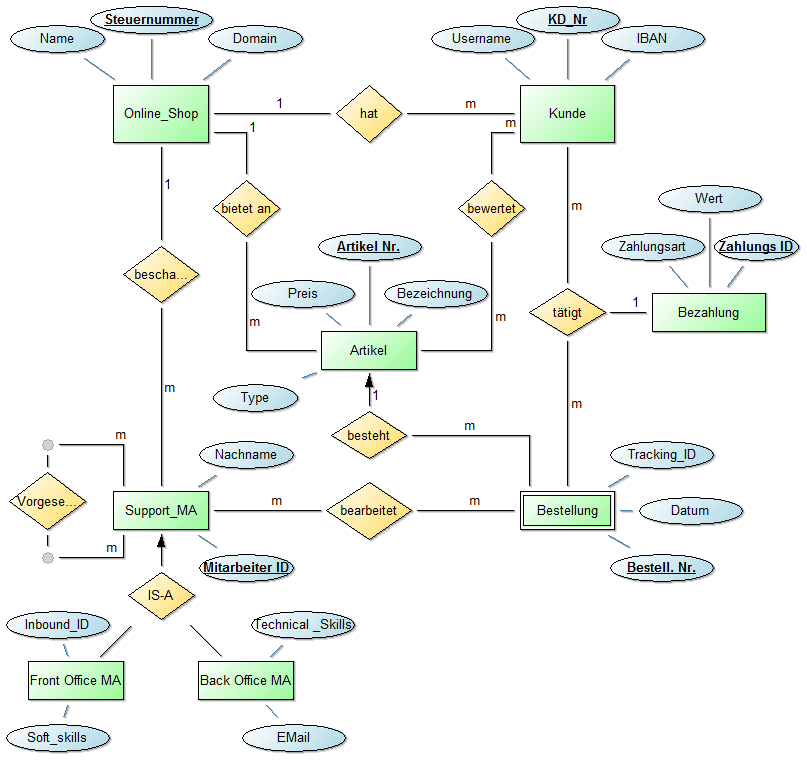 Steuernummer
KD_Nr
Name
Domain
Username
IBAN
Online_Shop
1
hat
m
Kunde
1
m
1
bietet an
bewertet
m
Wert
Artikel Nr.
Zahlungsart
Zahlungs ID
bescha...
Preis
Bezeichnung
m
m
tätigt
1
Bezahlung
Artikel
m
Type
1
m
besteht
m
m
Nachname
Tracking_ID
Vorgese...
Support_MA
m
bearbeitet
m
Bestellung
Datum
m
Mitarbeiter ID
Bestell. Nr.
IS-A
Inbound_ID
Technical _Skills
Front Office MA
Back Office MA
Soft_skills
EMail